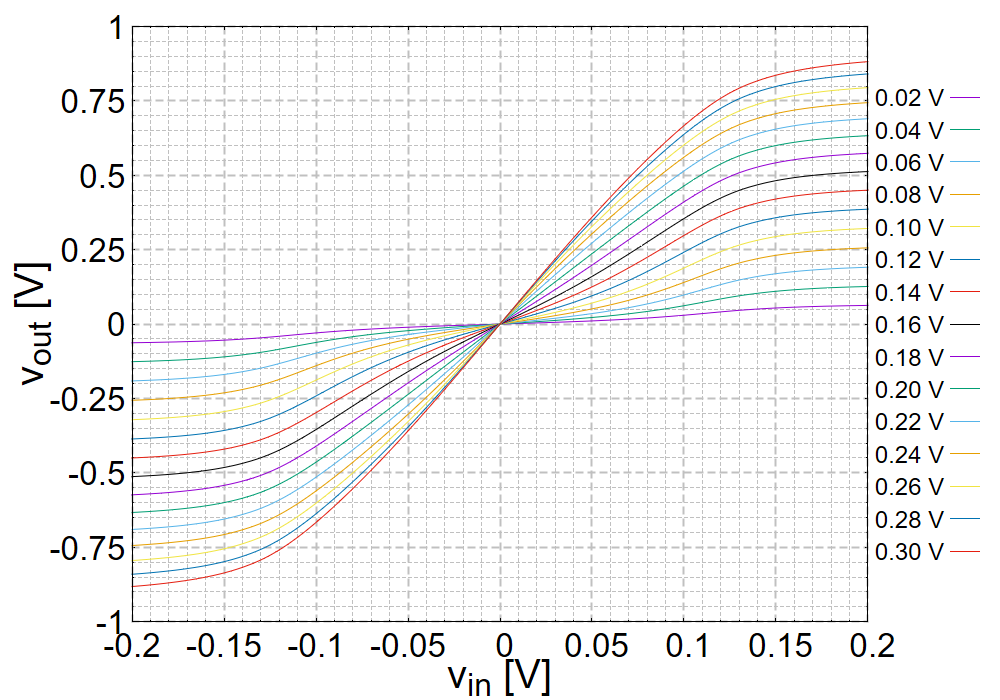 1
0.75
0.5
0.25
0
-0.25
-0.5
-0.75
-1
vout [V]
-0.2 -0.15 -0.1 -0.05 0 0.05 0.1 0.15 0.2
vin [V]
0.02 V
0.04 V
0.06 V
0.08 V
0.10 V
0.12 V
0.14 V
0.16 V
0.18 V
0.20 V
0.22 V
0.24 V
0.26 V
0.28 V
0.30 V